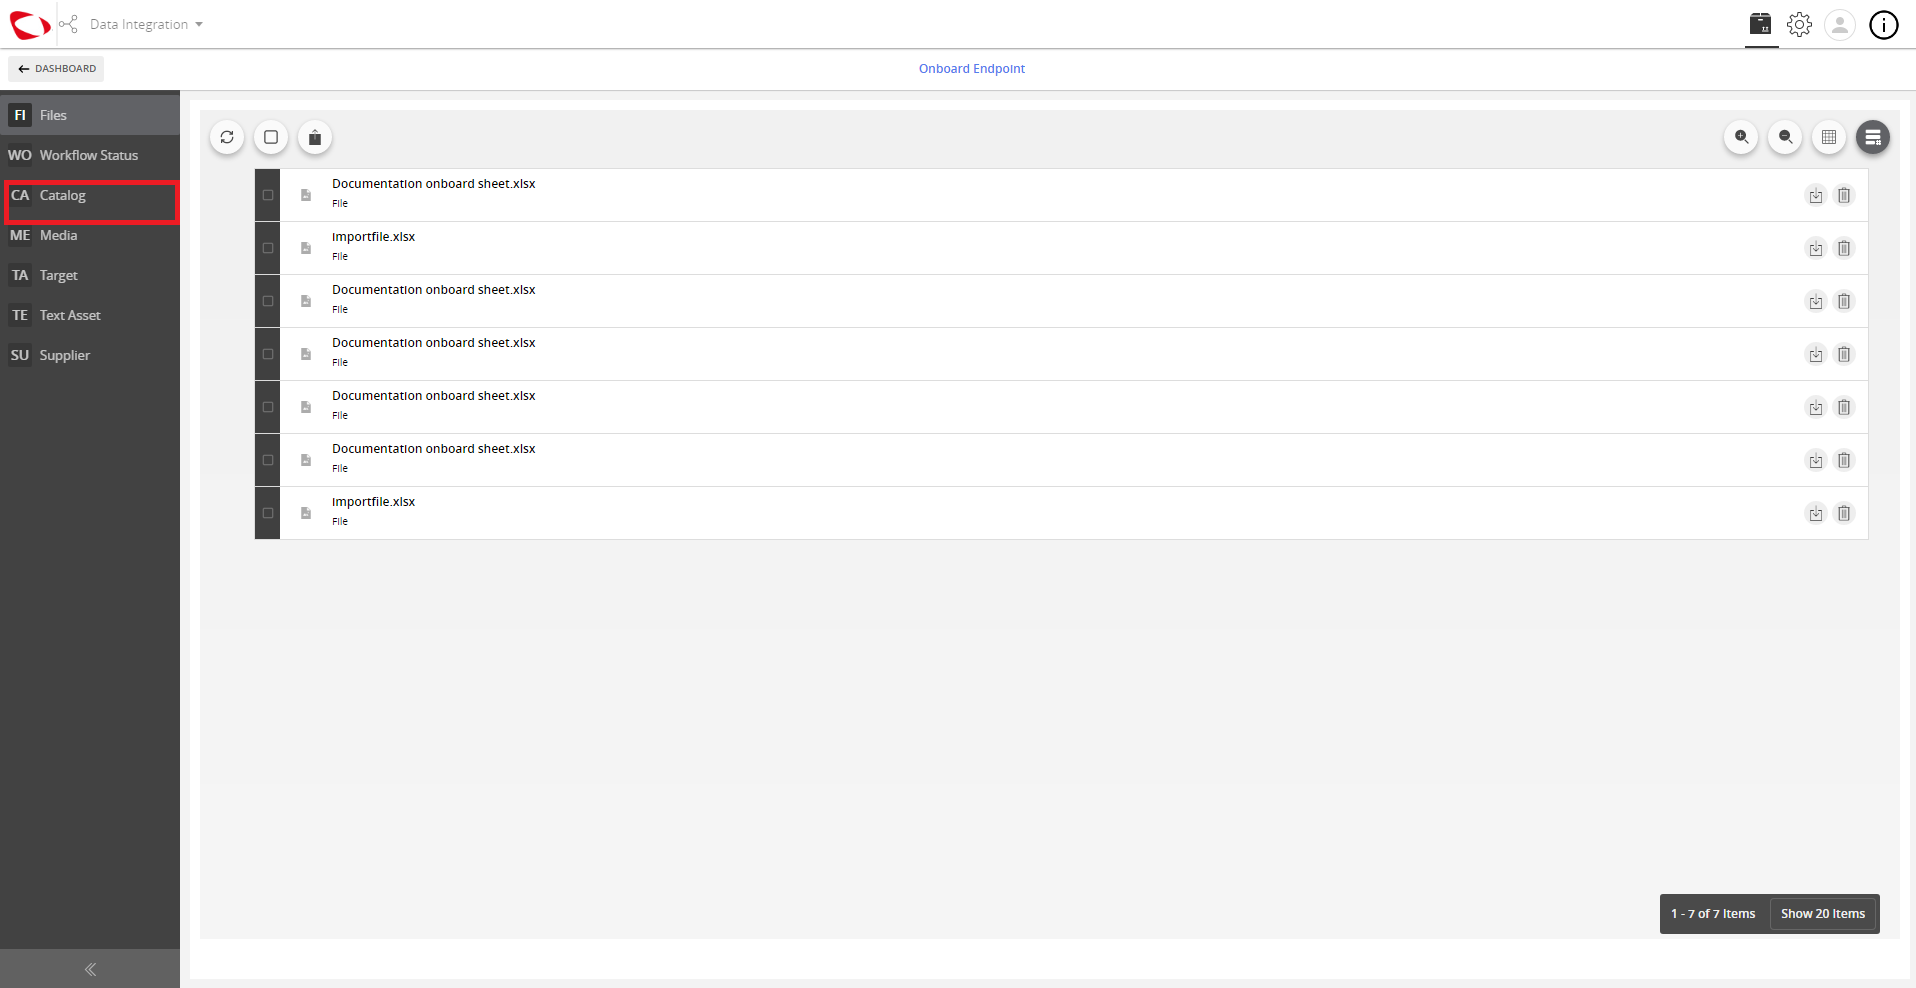 Data Integration
DASHBOARD
Onboard Endpoint
FI Files
WO Workflow Status
CA Catalog
ME Media
TA Target
TE Text Asset
SU Supplier
Documentation onboard sheet.xlsx
File
Importfile.xlsx
File
Documentation onboard sheet.xlsx
File
Documentation onboard sheet.xlsx
File
Documentation onboard sheet.xlsx
File
Documentation onboard sheet.xlsx
File
Importfile.xlsx
File
1 - 7 of 7 Items Show 20 Items